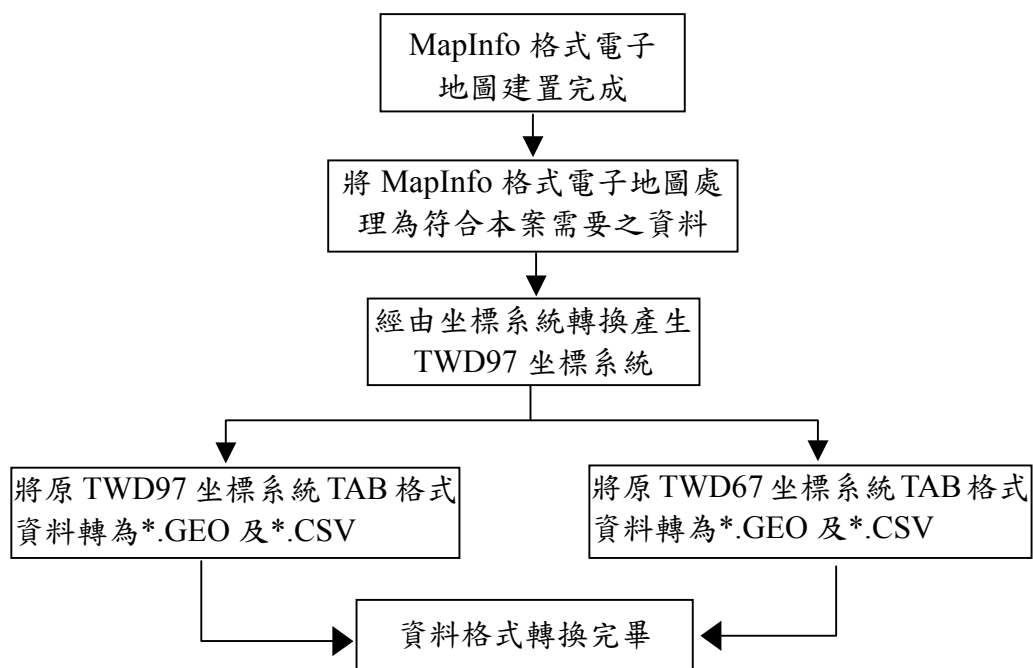 MapInfo 格式電子
地圖建置完成
將 MapInfo 格式電子地圖處
理為符合本案需要之資料
經由坐標系統轉換產生
TWD97 坐標系統
將原 TWD97 坐標系統 TAB 格式
資料轉為*.GEO 及*.CSV
將原 TWD67 坐標系統 TAB 格式
資料轉為*.GEO 及*.CSV
資料格式轉換完畢